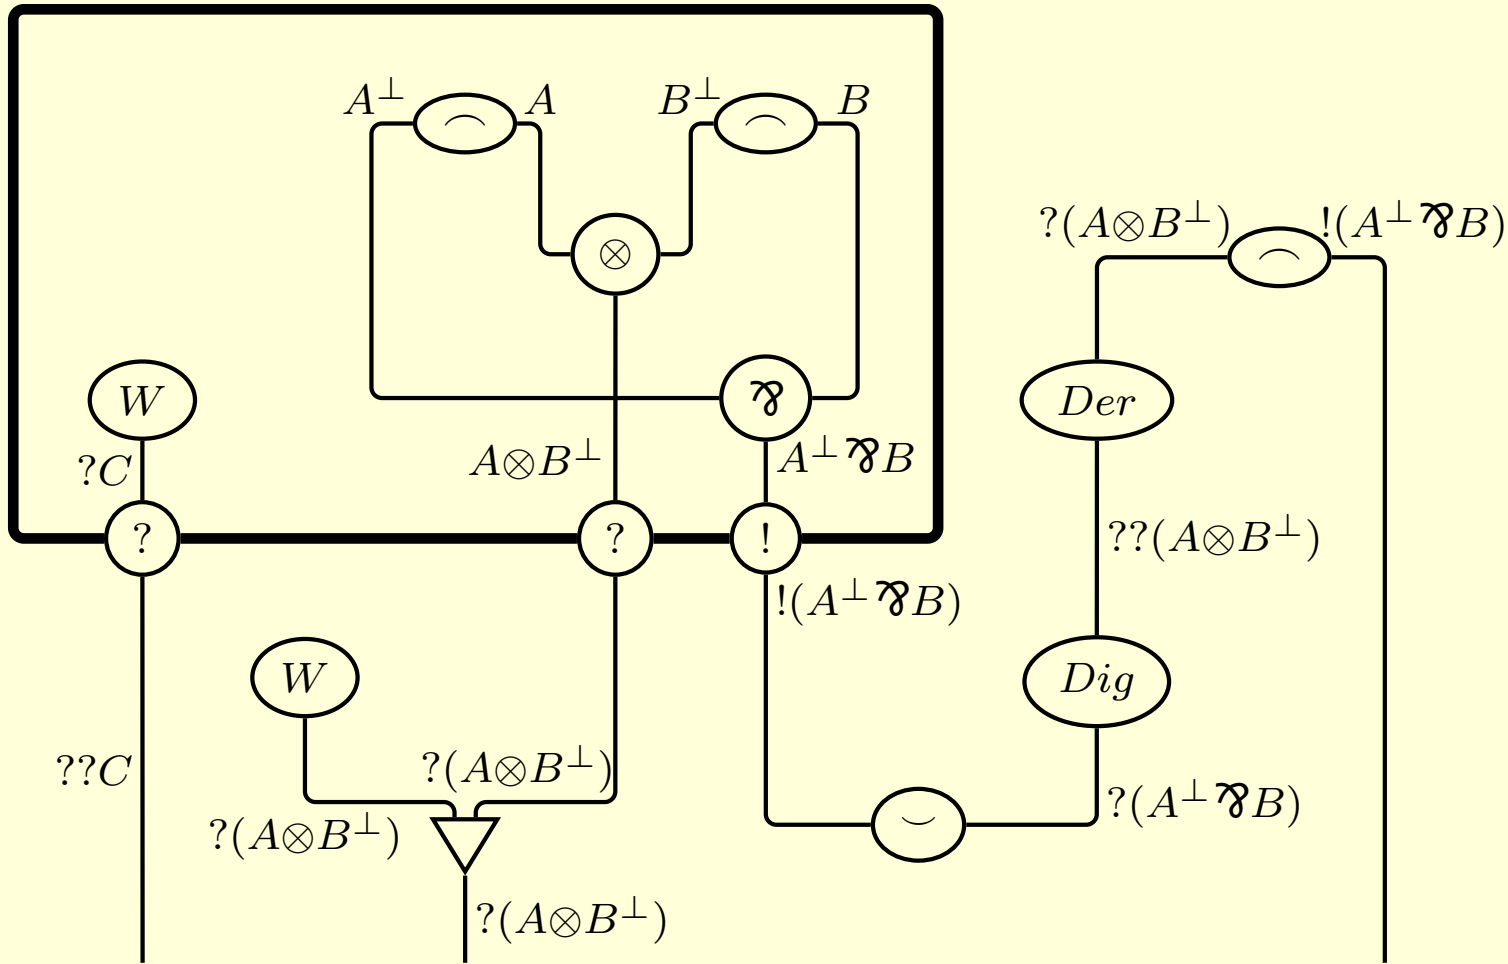 A^⊥ ⌢ A B^⊥ ⌢ B
?(A⊗B^⊥) ⌢ !(A^⊥⅋B)
⊗
W ⅋ Der
?C A⊗B^⊥ A^⊥⅋B
? ? ! ??(A⊗B^⊥)
!(A^⊥⅋B)
W Dig
??C ?(A⊗B^⊥)
?(A⊗B^⊥) ⌣ ?(A^⊥⅋B)
?(A⊗B^⊥)